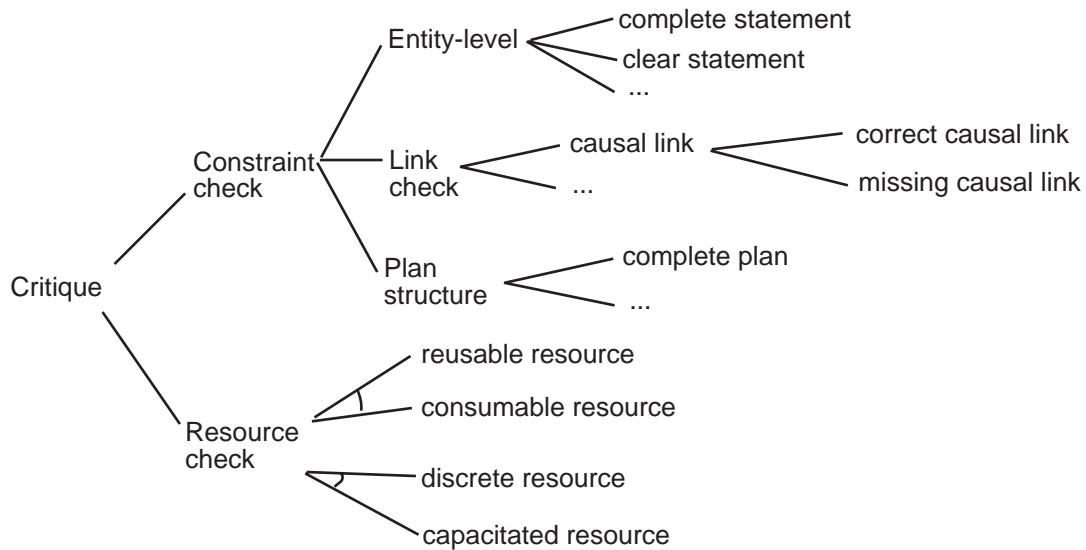 complete statement
Entity-level
clear statement
...
correct causal link
causal link
Constraint
check
Link
check
...
missing causal link
complete plan
Plan
structure
...
Critique
reusable resource
consumable resource
Resource
check
discrete resource
capacitated resource